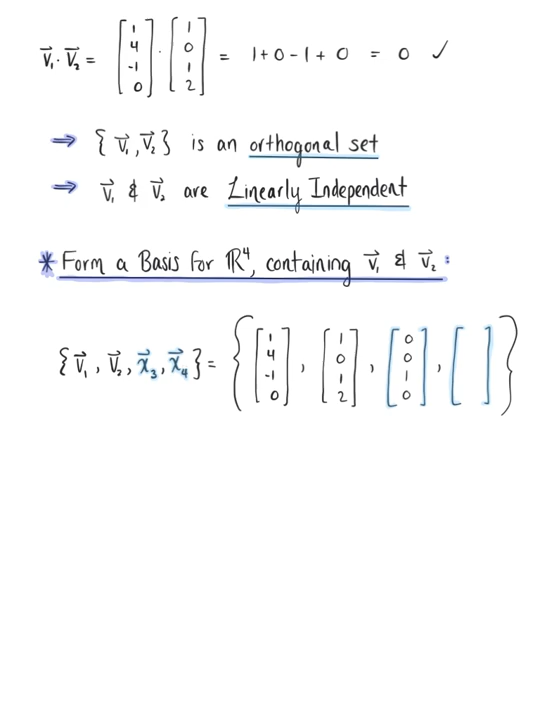 v⃗₁ · v⃗₂ = [1 4 -1 0] · [1 0 1 2] = 1+0-1+0 = 0 ✓
⇒ {v⃗₁, v⃗₂} is an orthogonal set
⇒ v⃗₁ & v⃗₂ are Linearly Independent
* Form a Basis for ℝ⁴, containing v⃗₁ & v⃗₂ :
{v⃗₁, v⃗₂, x⃗₃, x⃗₄} = { [1 4 -1 0], [1 0 1 2], [0 0 1 0], [ ] }